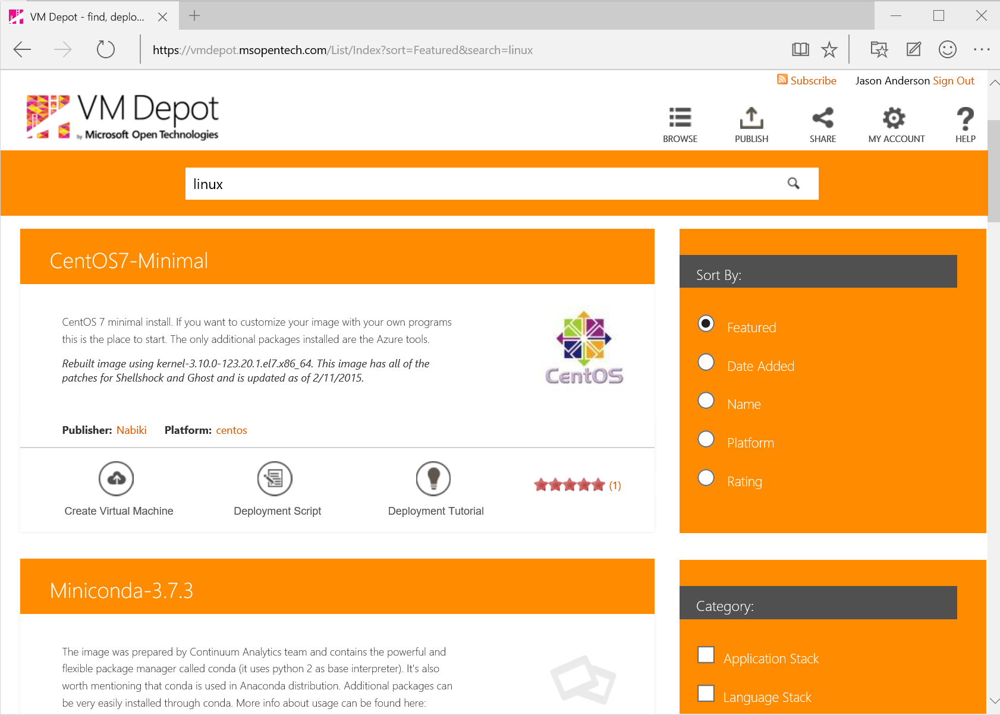 VM Depot - find, deplo...
https://vmdepot.msopentech.com/List/Index?sort=Featured&search=linux
Subscribe Jason Anderson Sign Out
VM Depot
by Microsoft Open Technologies
BROWSE PUBLISH SHARE MY ACCOUNT HELP
linux
CentOS7-Minimal
CentOS 7 minimal install. If you want to customize your image with your own programs
this is the place to start. The only additional packages installed are the Azure tools.
Rebuilt image using kernel-3.10.0-123.20.1.el7.x86_64. This image has all of the
patches for Shellshock and Ghost and is updated as of 2/11/2015.
CentOS
Publisher: Nabiki Platform: centos
Create Virtual Machine Deployment Script Deployment Tutorial (1)
Sort By:
Featured
Date Added
Name
Platform
Rating
Miniconda-3.7.3
The image was prepared by Continuum Analytics team and contains the powerful and
flexible package manager called conda (it uses python 2 as base interpreter). It's also
worth mentioning that conda is used in Anaconda distribution. Additional packages can
be very easily installed through conda. More info about usage can be found here:
Category:
Application Stack
Language Stack